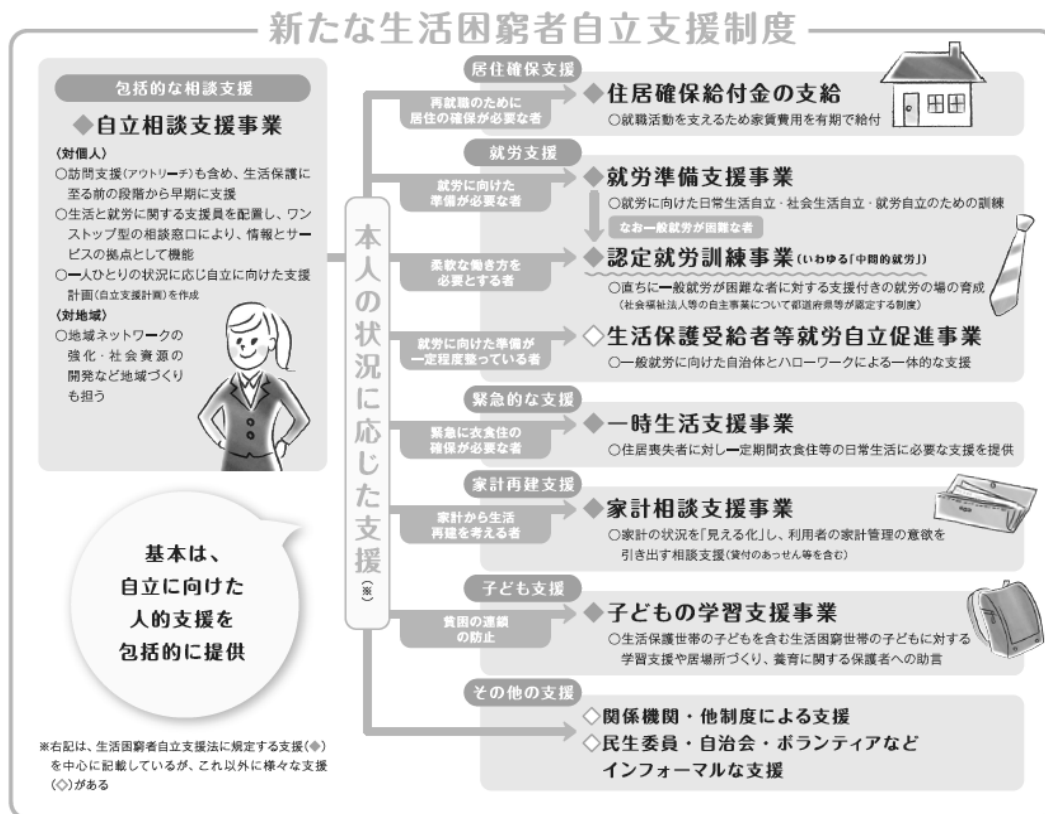 新たな生活困窮者自立支援制度
包括的な相談支援
◆自立相談支援事業
〈対個人〉
○訪問支援(アウトリーチ)も含め、生活保護に
至る前の段階から早期に支援
○生活と就労に関する支援員を配置し、ワン
ストップ型の相談窓口により、情報とサー
ビスの拠点として機能
○一人ひとりの状況に応じ自立に向けた支援
計画(自立支援計画)を作成
〈対地域〉
○地域ネットワークの
強化・社会資源の
開発など地域づくり
も担う
基本は、
自立に向けた
人的支援を
包括的に提供
※右記は、生活困窮者自立支援法に規定する支援(◆)
を中心に記載しているが、これ以外に様々な支援
(◇)がある
本人の状況に応じた支援(※)
居住確保支援
再就職のために
居住の確保が必要な者
◆住居確保給付金の支給
○就職活動を支えるため家賃費用を有期で給付
就労支援
就労に向けた
準備が必要な者
◆就労準備支援事業
○就労に向けた日常生活自立・社会生活自立・就労自立のための訓練
なお一般就労が困難な者
柔軟な働き方を
必要とする者
◆認定就労訓練事業(いわゆる「中間的就労」)
○直ちに一般就労が困難な者に対する支援付きの就労の場の育成
(社会福祉法人等の自主事業について都道府県等が認定する制度)
就労に向けた準備が
一定程度整っている者
◇生活保護受給者等就労自立促進事業
○一般就労に向けた自治体とハローワークによる一体的な支援
緊急的な支援
緊急に衣食住の
確保が必要な者
◆一時生活支援事業
○住居喪失者に対し一定期間衣食住等の日常生活に必要な支援を提供
家計再建支援
家計から生活
再建を考える者
◆家計相談支援事業
○家計の状況を「見える化」し、利用者の家計管理の意欲を
引き出す相談支援(貸付のあっせん等を含む)
子ども支援
貧困の連鎖
の防止
◆子どもの学習支援事業
○生活保護世帯の子どもを含む生活困窮世帯の子どもに対する
学習支援や居場所づくり、養育に関する保護者への助言
その他の支援
◇関係機関・他制度による支援
◇民生委員・自治会・ボランティアなど
インフォーマルな支援